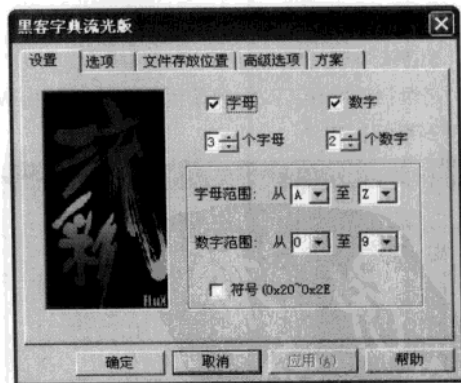 黑客字典流光版
设置 选项 文件存放位置 高级选项 方案
字母 数字
3 个字母 2 个数字
流彩
字母范围: 从 A 至 Z
数字范围: 从 0 至 9
符号 (0x20~0x2E
确定 取消 应用(A) 帮助